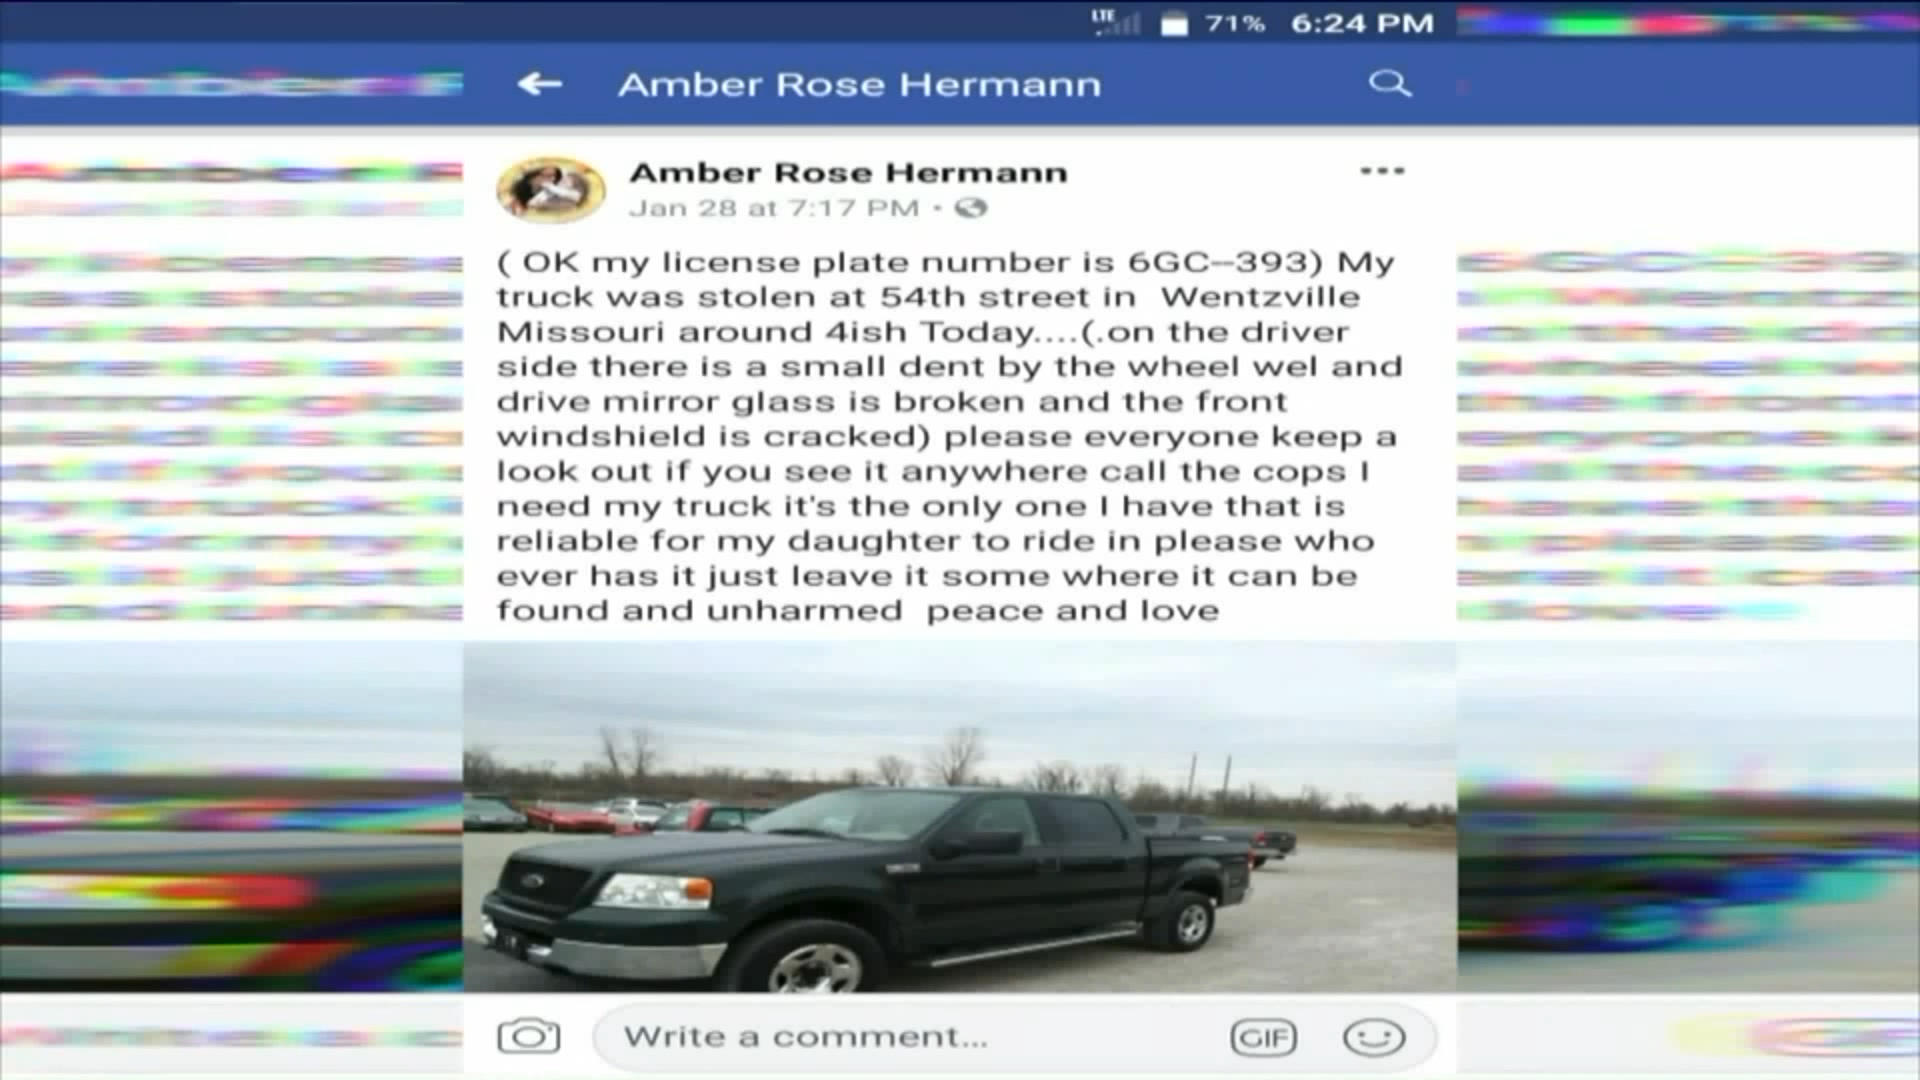 LTE 71% 6:24 PM
Amber Rose Hermann
Amber Rose Hermann
Jan 28 at 7:17 PM •
( OK my license plate number is 6GC--393) My
truck was stolen at 54th street in  Wentzville
Missouri around 4ish Today....(.on the driver
side there is a small dent by the wheel wel and
drive mirror glass is broken and the front
windshield is cracked) please everyone keep a
look out if you see it anywhere call the cops I
need my truck it's the only one I have that is
reliable for my daughter to ride in please who
ever has it just leave it some where it can be
found and unharmed  peace and love
Write a comment...
GIF